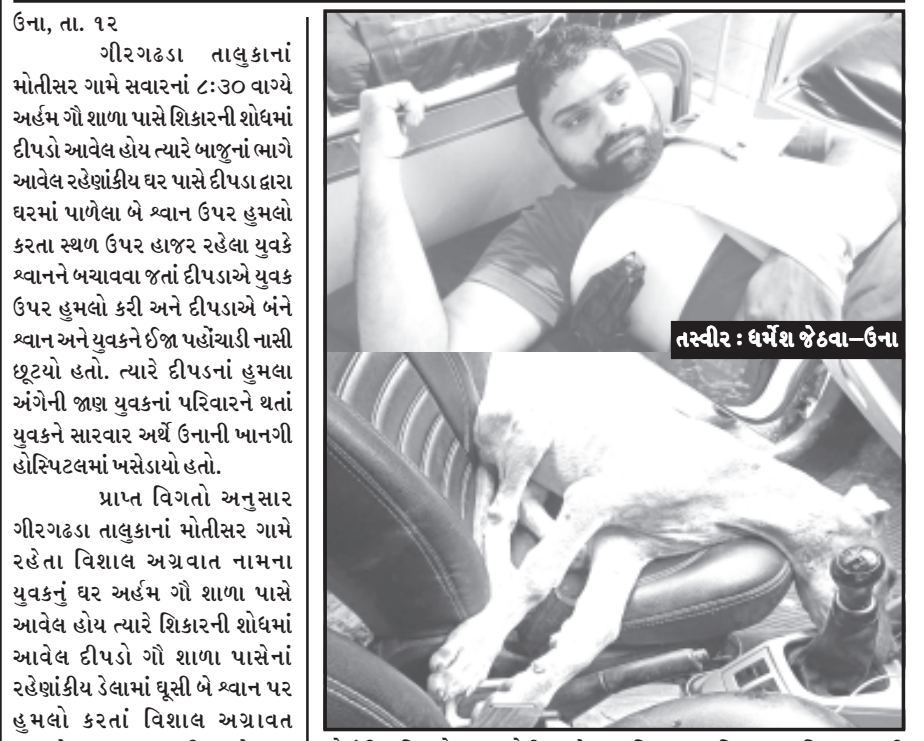 ઉના, તા. ૧૨
ગીરગઢડા તાલુકાનાં
મોતીસર ગામે સવારનાં ૮:૩૦ વાગ્યે
અર્હમ ગૌ શાળા પાસે શિકારની શોધમાં
દીપડો આવેલ હોય ત્યારે બાજુનાં ભાગે
આવેલ રહેણાંકીય ઘર પાસે દીપડા દ્વારા
ઘરમાં પાળેલા બે શ્વાન ઉપર હુમલો
કરતા સ્થળ ઉપર હાજર રહેલા યુવકે
શ્વાનને બચાવવા જતાં દીપડાએ યુવક
ઉપર હુમલો કરી અને દીપડાએ બંને
શ્વાન અને યુવકને ઈજા પહોંચાડી નાસી
છૂટયો હતો. ત્યારે દીપડનાં હુમલા
અંગેની જાણ યુવકનાં પરિવારને થતાં
યુવકને સારવાર અર્થે ઉનાની ખાનગી
હોસ્પિટલમાં ખસેડાયો હતો.
પ્રાપ્ત વિગતો અનુસાર
ગીરગઢડા તાલુકાનાં મોતીસર ગામે
રહેતા વિશાલ અગ્રવાત નામના
યુવકનું ઘર અર્હમ ગૌ શાળા પાસે
આવેલ હોય ત્યારે શિકારની શોધમાં
આવેલ દીપડો ગૌ શાળા પાસેનાં
રહેણાંકીય ડેલામાં ઘૂસી બે શ્વાન પર
હુમલો કરતાં વિશાલ અગ્રાવત
તસ્વીર : ધર્મેશ જેઠવા–ઉના